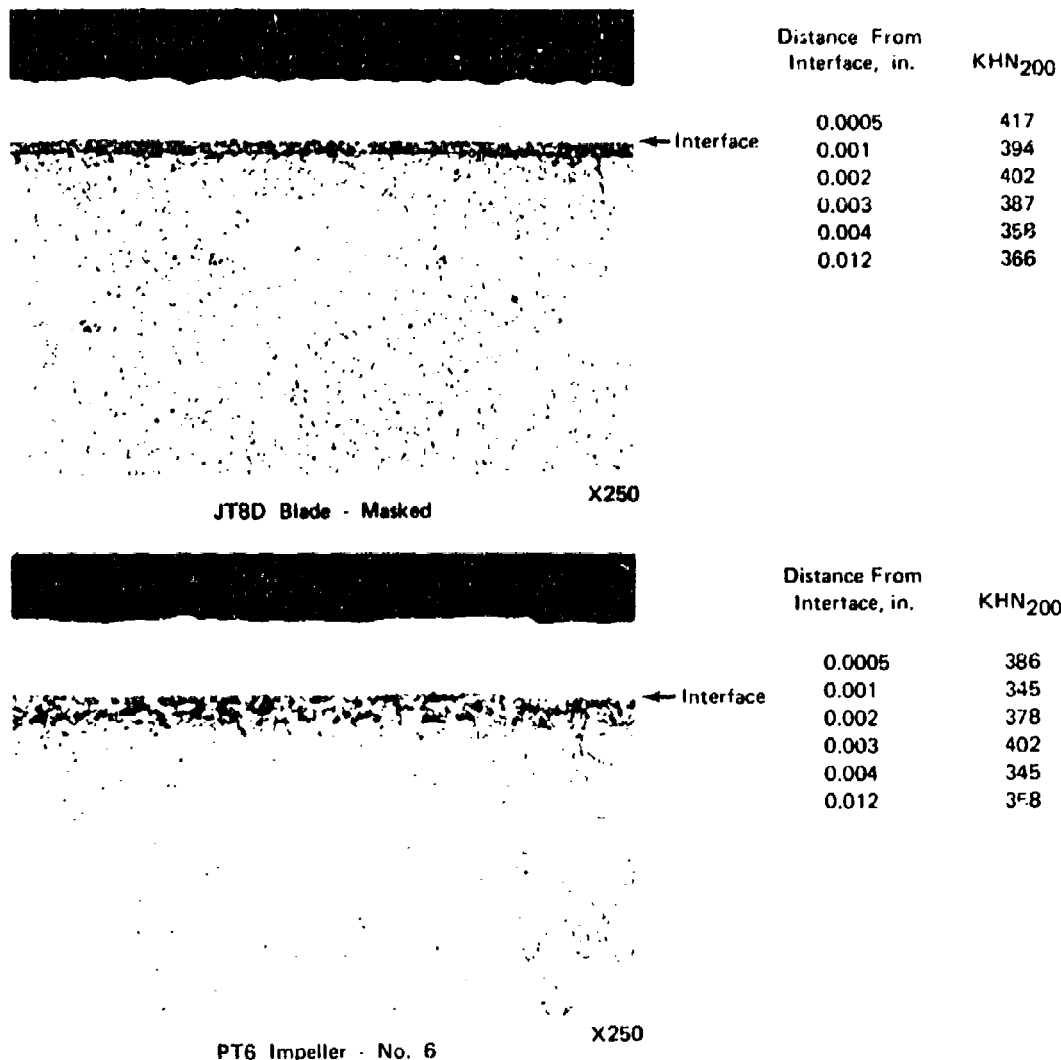 Distance From
Interface, in. KHN200
0.0005 417
0.001 394
0.002 402
0.003 387
0.004 358
0.012 366
Interface
JT8D Blade - Masked
X250
Distance From
Interface, in. KHN200
0.0005 386
0.001 345
0.002 378
0.003 402
0.004 345
0.012
Interface
PT6 Impeller - No. 6
X250